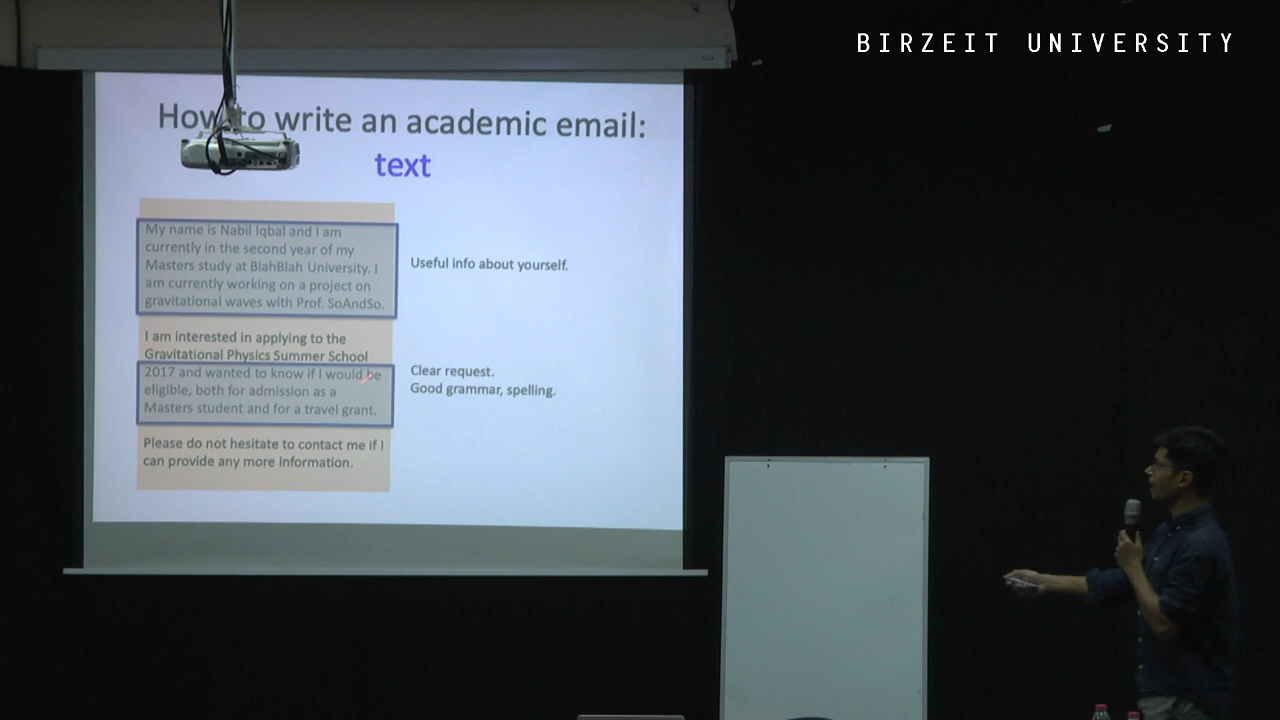 BIRZEIT UNIVERSITY
How to write an academic email:
text
My name is Nabil Iqbal and I am
currently in the second year of my
Masters study at BlahBlah University. I
am currently working on a project on
gravitational waves with Prof. SoAndSo.
Useful info about yourself.
I am interested in applying to the
Gravitational Physics Summer School
2017 and wanted to know if I would be
eligible, both for admission as a
Masters student and for a travel grant.
Clear request.
Good grammar, spelling.
Please do not hesitate to contact me if I
can provide any more information.